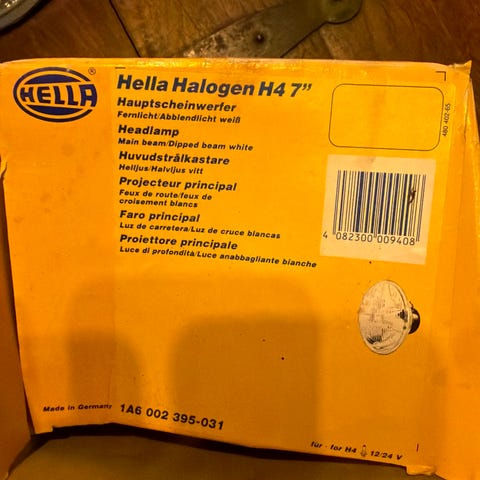 HELLA
®
Hella Halogen H4 7”
Hauptscheinwerfer
Fernlicht/Abblendlicht weiß
Headlamp
Main beam/Dipped beam white
Huvudstrålkastare
Helljus/Halvljus vitt
Projecteur principal
Feux de route/feux de
croisement blancs
Faro principal
Luz de carretera/Luz de cruce blancas
Proiettore principale
Luce di profondità/Luce anabbagliante bianche
480 402-65
4 082300 009408
Made in Germany
1A6 002 395-031
für · for H4 12/24 V